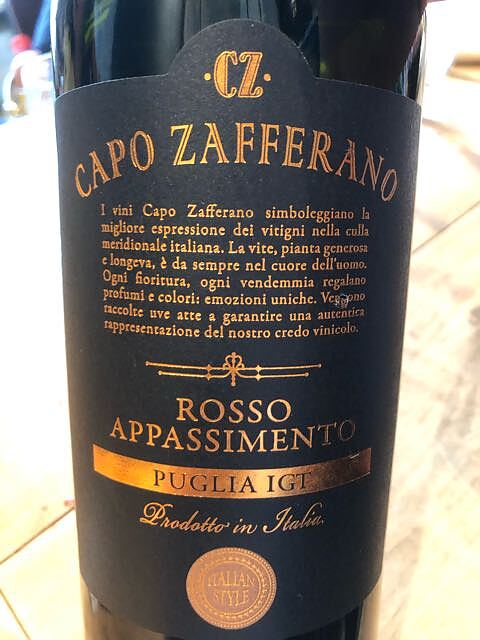 ·CZ·
CAPO ZAFFERANO
I vini Capo Zafferano simboleggiano la
migliore espressione dei vitigni nella culla
meridionale italiana. La vite, pianta generosa
e longeva, è da sempre nel cuore dell'uomo.
Ogni fioritura, ogni vendemmia regalano
profumi e colori: emozioni uniche. Vengono
raccolte uve atte a garantire una autentica
rappresentazione del nostro credo vinicolo.
ROSSO
APPASSIMENTO
PUGLIA IGT
Prodotto in Italia.
ITALIAN
STYLE